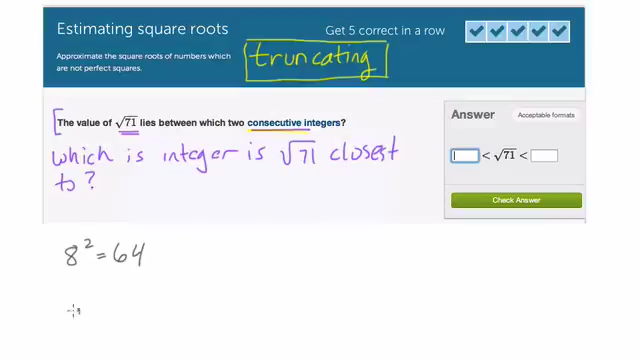 Estimating square roots
Get 5 correct in a row
Approximate the square roots of numbers which
are not perfect squares.
truncating
The value of √71 lies between which two consecutive integers?
which is integer is √71 closest
to ?
Answer
Acceptable formats
< √71 <
Check Answer
8² = 64